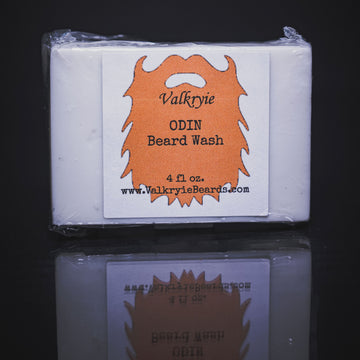 Valkryie
ODIN
Beard Wash
4 fl oz.
www.ValkryieBeards.com